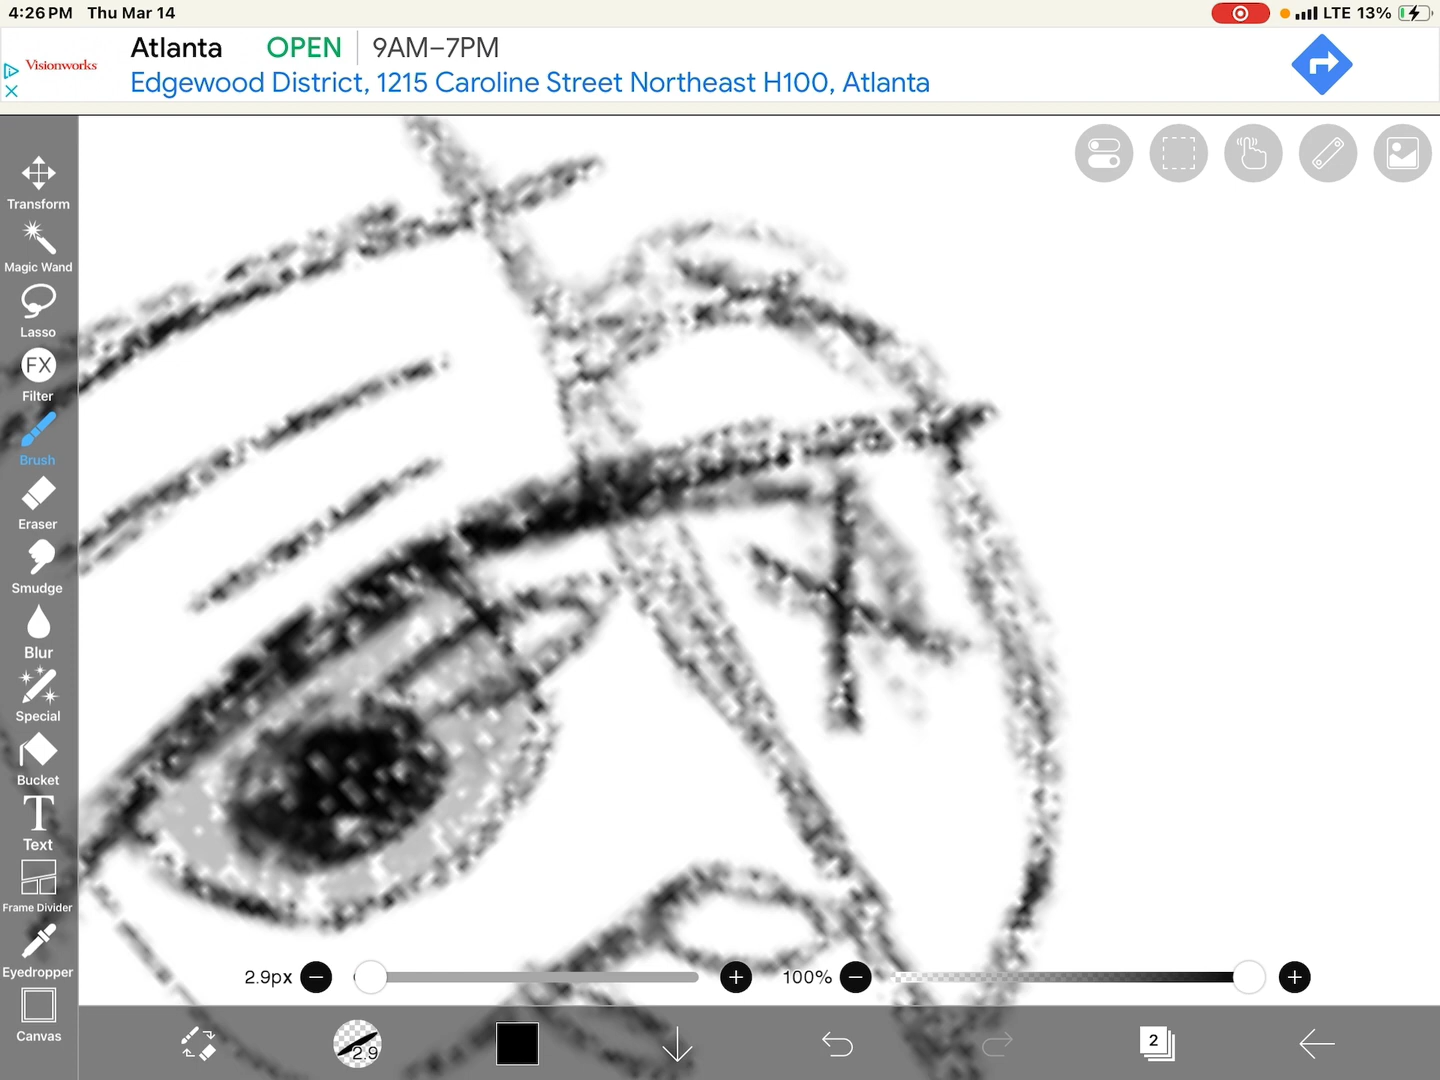 4:26 PM Thu Mar 14
LTE 13%
Visionworks
Atlanta OPEN 9AM–7PM
Edgewood District, 1215 Caroline Street Northeast H100, Atlanta
Transform
Magic Wand
Lasso
FX
Filter
Brush
Eraser
Smudge
Blur
Special
Bucket
T
Text
Frame Divider
Eyedropper
Canvas
2.9px
100%
2.9
2